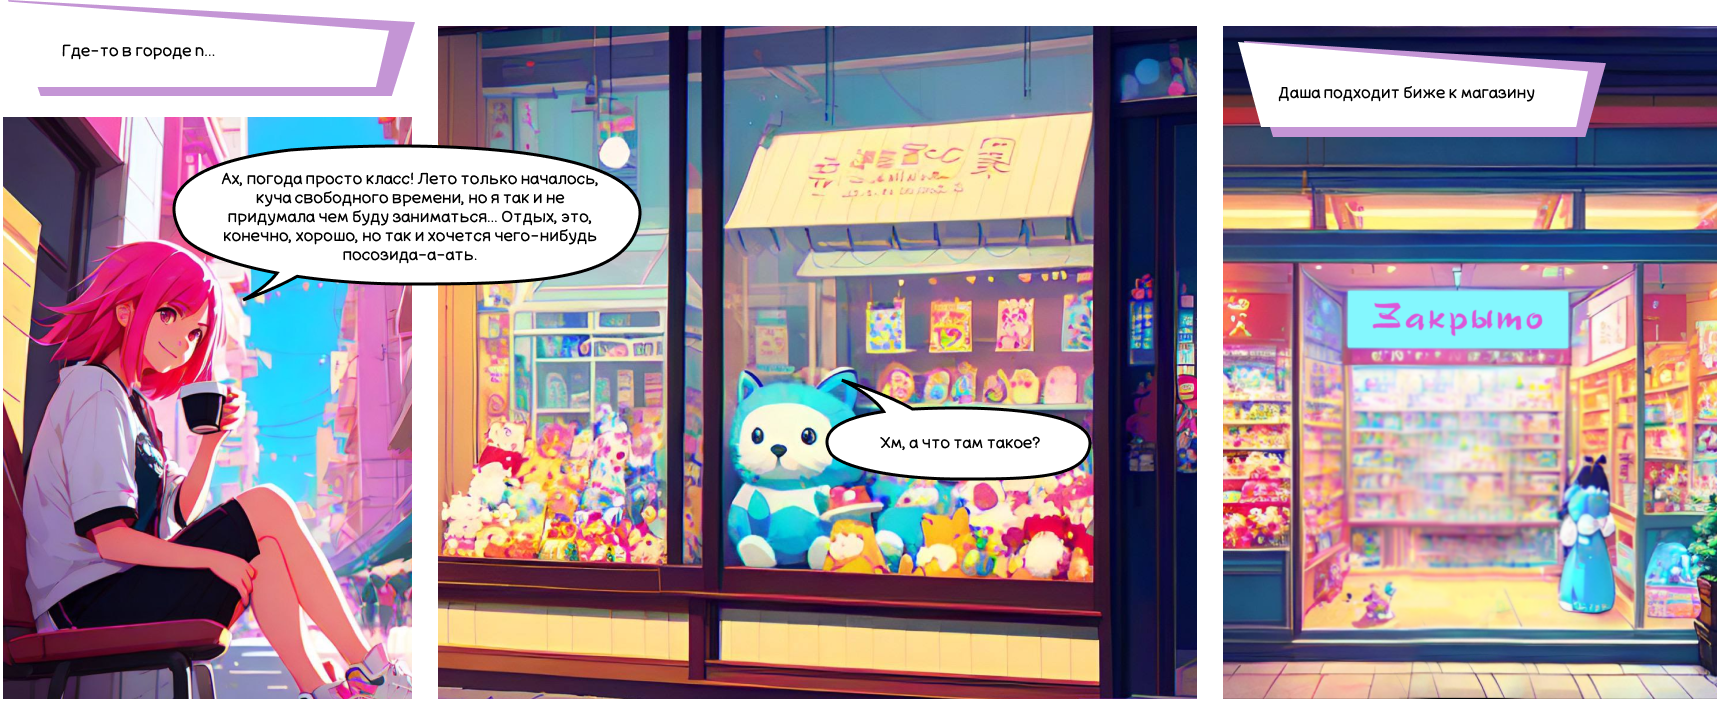 Где-то в городе n...
Ах, погода просто класс! Лето только началось,
куча свободного времени, но я так и не
придумала чем буду заниматься... Отдых, это,
конечно, хорошо, но так и хочется чего-нибудь
посозида-а-ать.
Хм, а что там такое?
Даша подходит биже к магазину
Закрыто